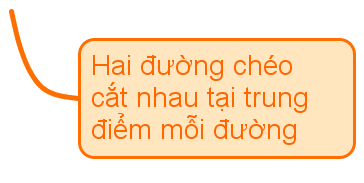 Hai đường chéo
cắt nhau tại trung
điểm mỗi đường